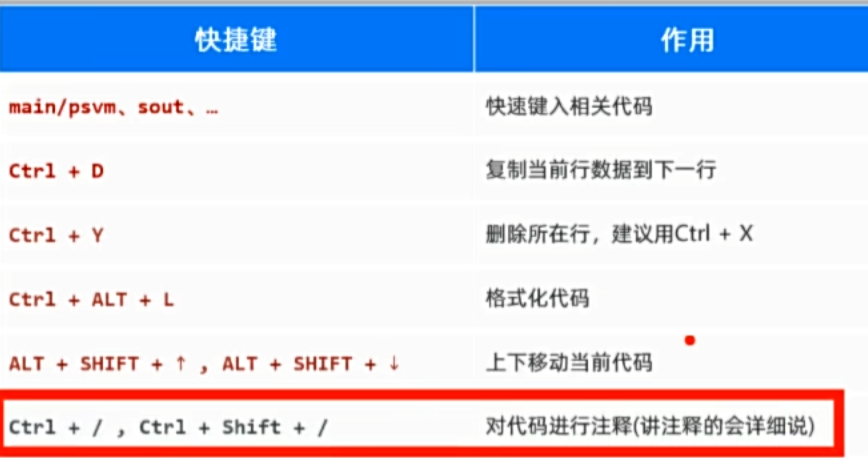 快捷键 作用
main/psvm、sout、… 快速键入相关代码
Ctrl + D 复制当前行数据到下一行
Ctrl + Y 删除所在行，建议用Ctrl + X
Ctrl + ALT + L 格式化代码
ALT + SHIFT + ↑ , ALT + SHIFT + ↓ 上下移动当前代码
Ctrl + / , Ctrl + Shift + / 对代码进行注释(讲注释的会详细说)